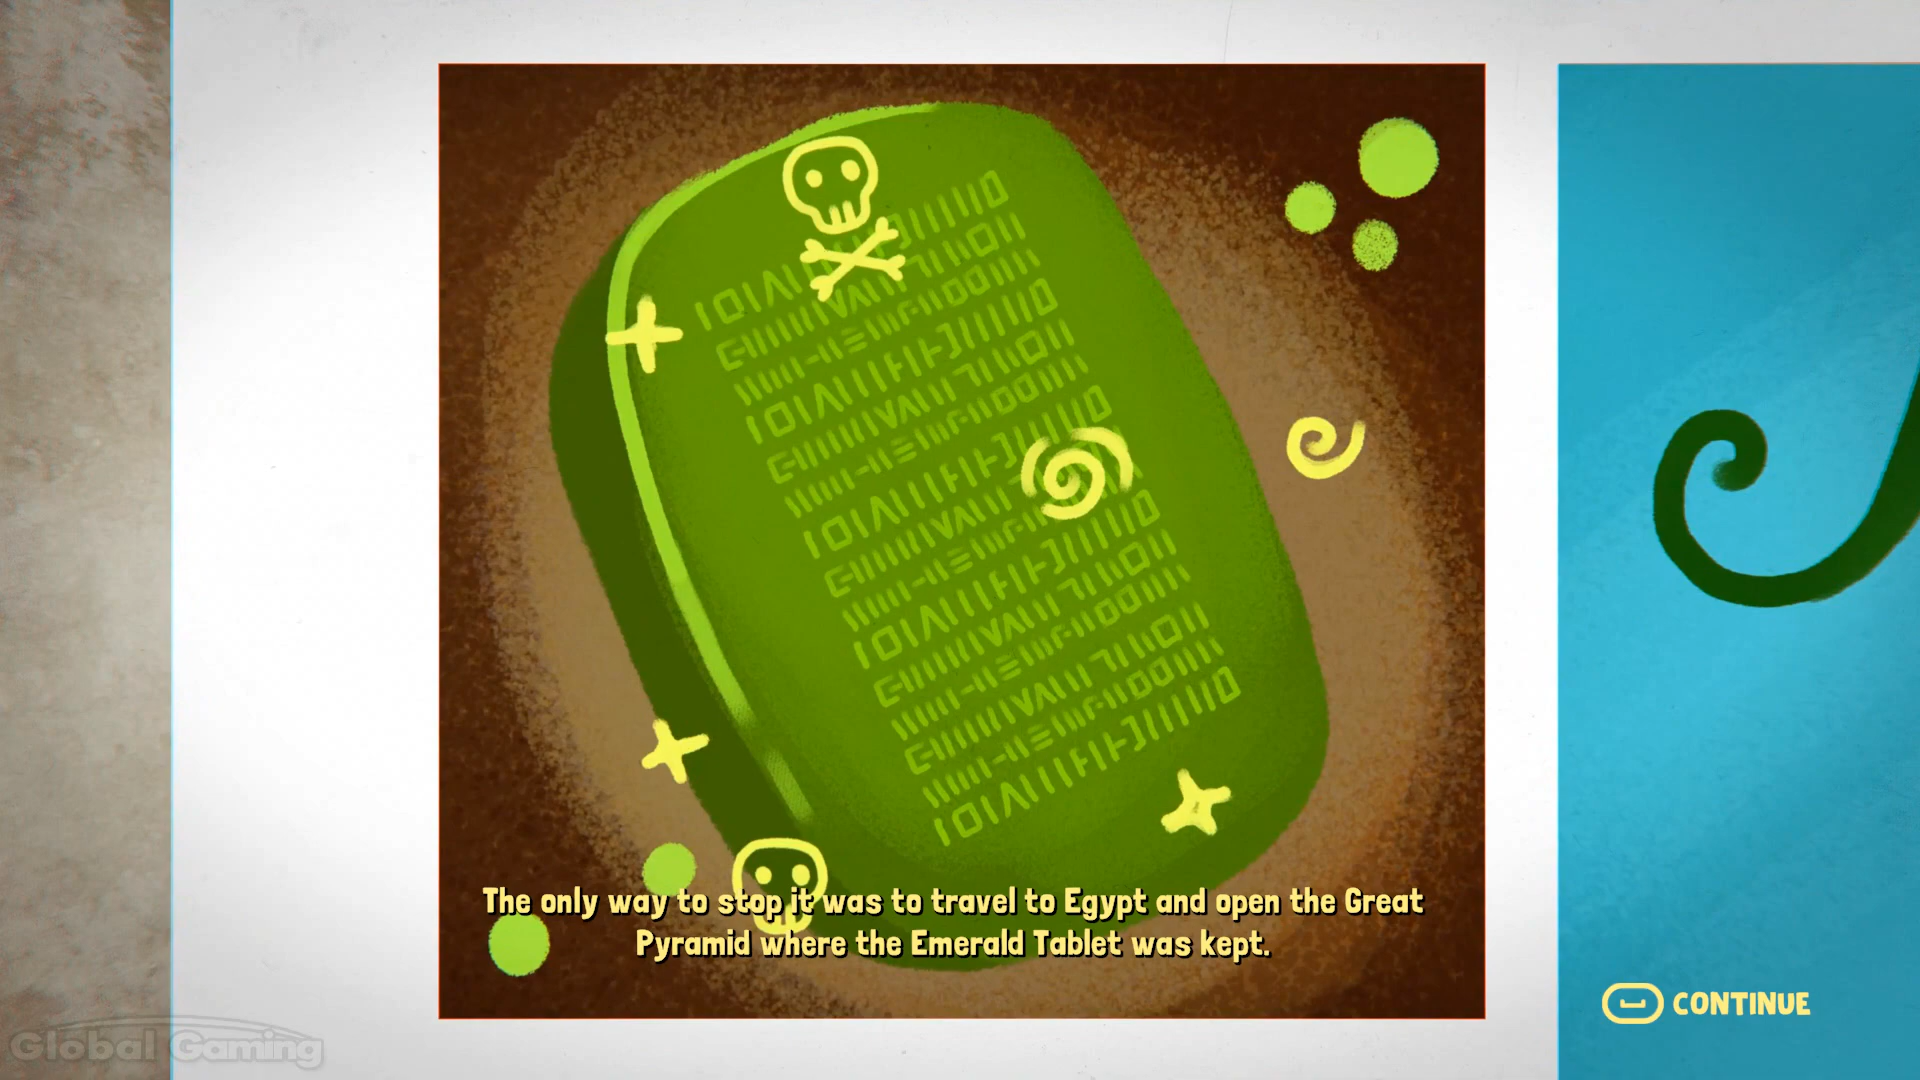 The only way to stop it was to travel to Egypt and open the Great
Pyramid where the Emerald Tablet was kept.
CONTINUE
Global Gaming